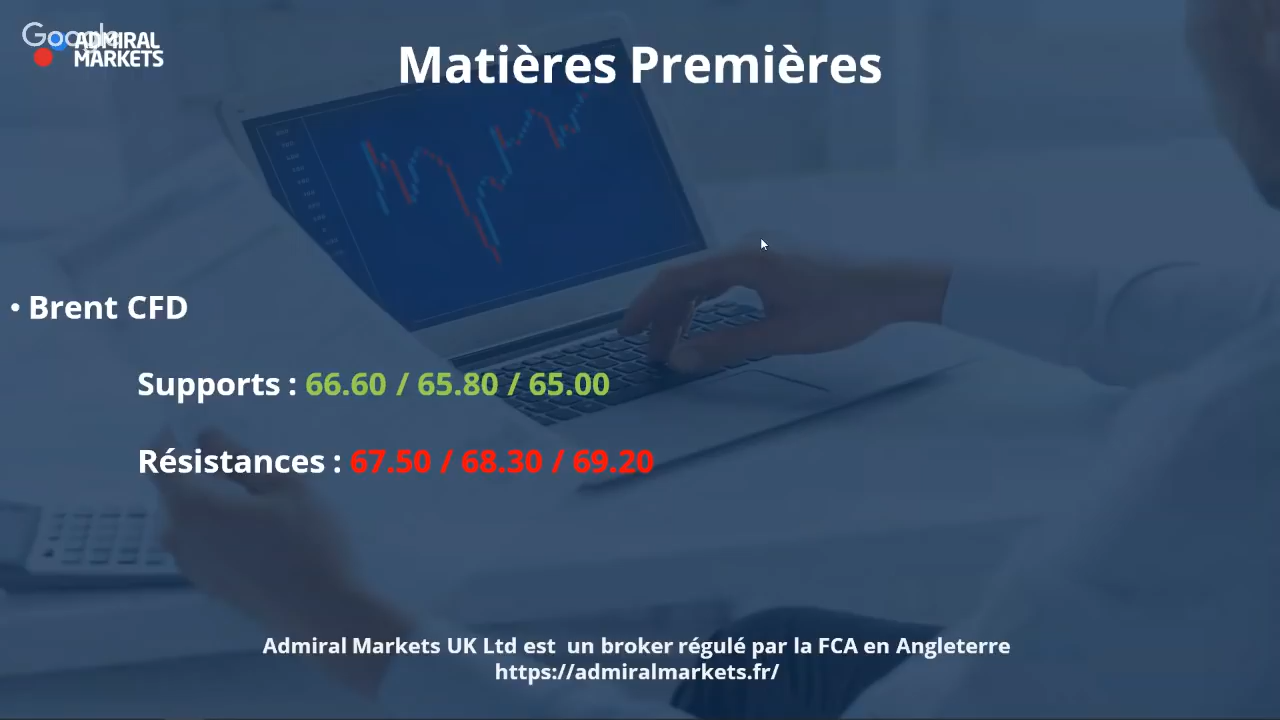 Google
ADMIRAL
MARKETS
Matières Premières
• Brent CFD
Supports : 66.60 / 65.80 / 65.00
Résistances : 67.50 / 68.30 / 69.20
Admiral Markets UK Ltd est  un broker régulé par la FCA en Angleterre
https://admiralmarkets.fr/